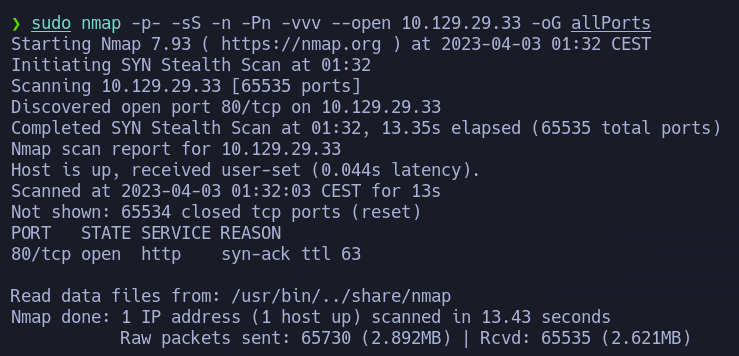 ❯ sudo nmap -p- -sS -n -Pn -vvv --open 10.129.29.33 -oG allPorts
Starting Nmap 7.93 ( https://nmap.org ) at 2023-04-03 01:32 CEST
Initiating SYN Stealth Scan at 01:32
Scanning 10.129.29.33 [65535 ports]
Discovered open port 80/tcp on 10.129.29.33
Completed SYN Stealth Scan at 01:32, 13.35s elapsed (65535 total ports)
Nmap scan report for 10.129.29.33
Host is up, received user-set (0.044s latency).
Scanned at 2023-04-03 01:32:03 CEST for 13s
Not shown: 65534 closed tcp ports (reset)
PORT   STATE SERVICE REASON
80/tcp open  http    syn-ack ttl 63
Read data files from: /usr/bin/../share/nmap
Nmap done: 1 IP address (1 host up) scanned in 13.43 seconds
           Raw packets sent: 65730 (2.892MB) | Rcvd: 65535 (2.621MB)